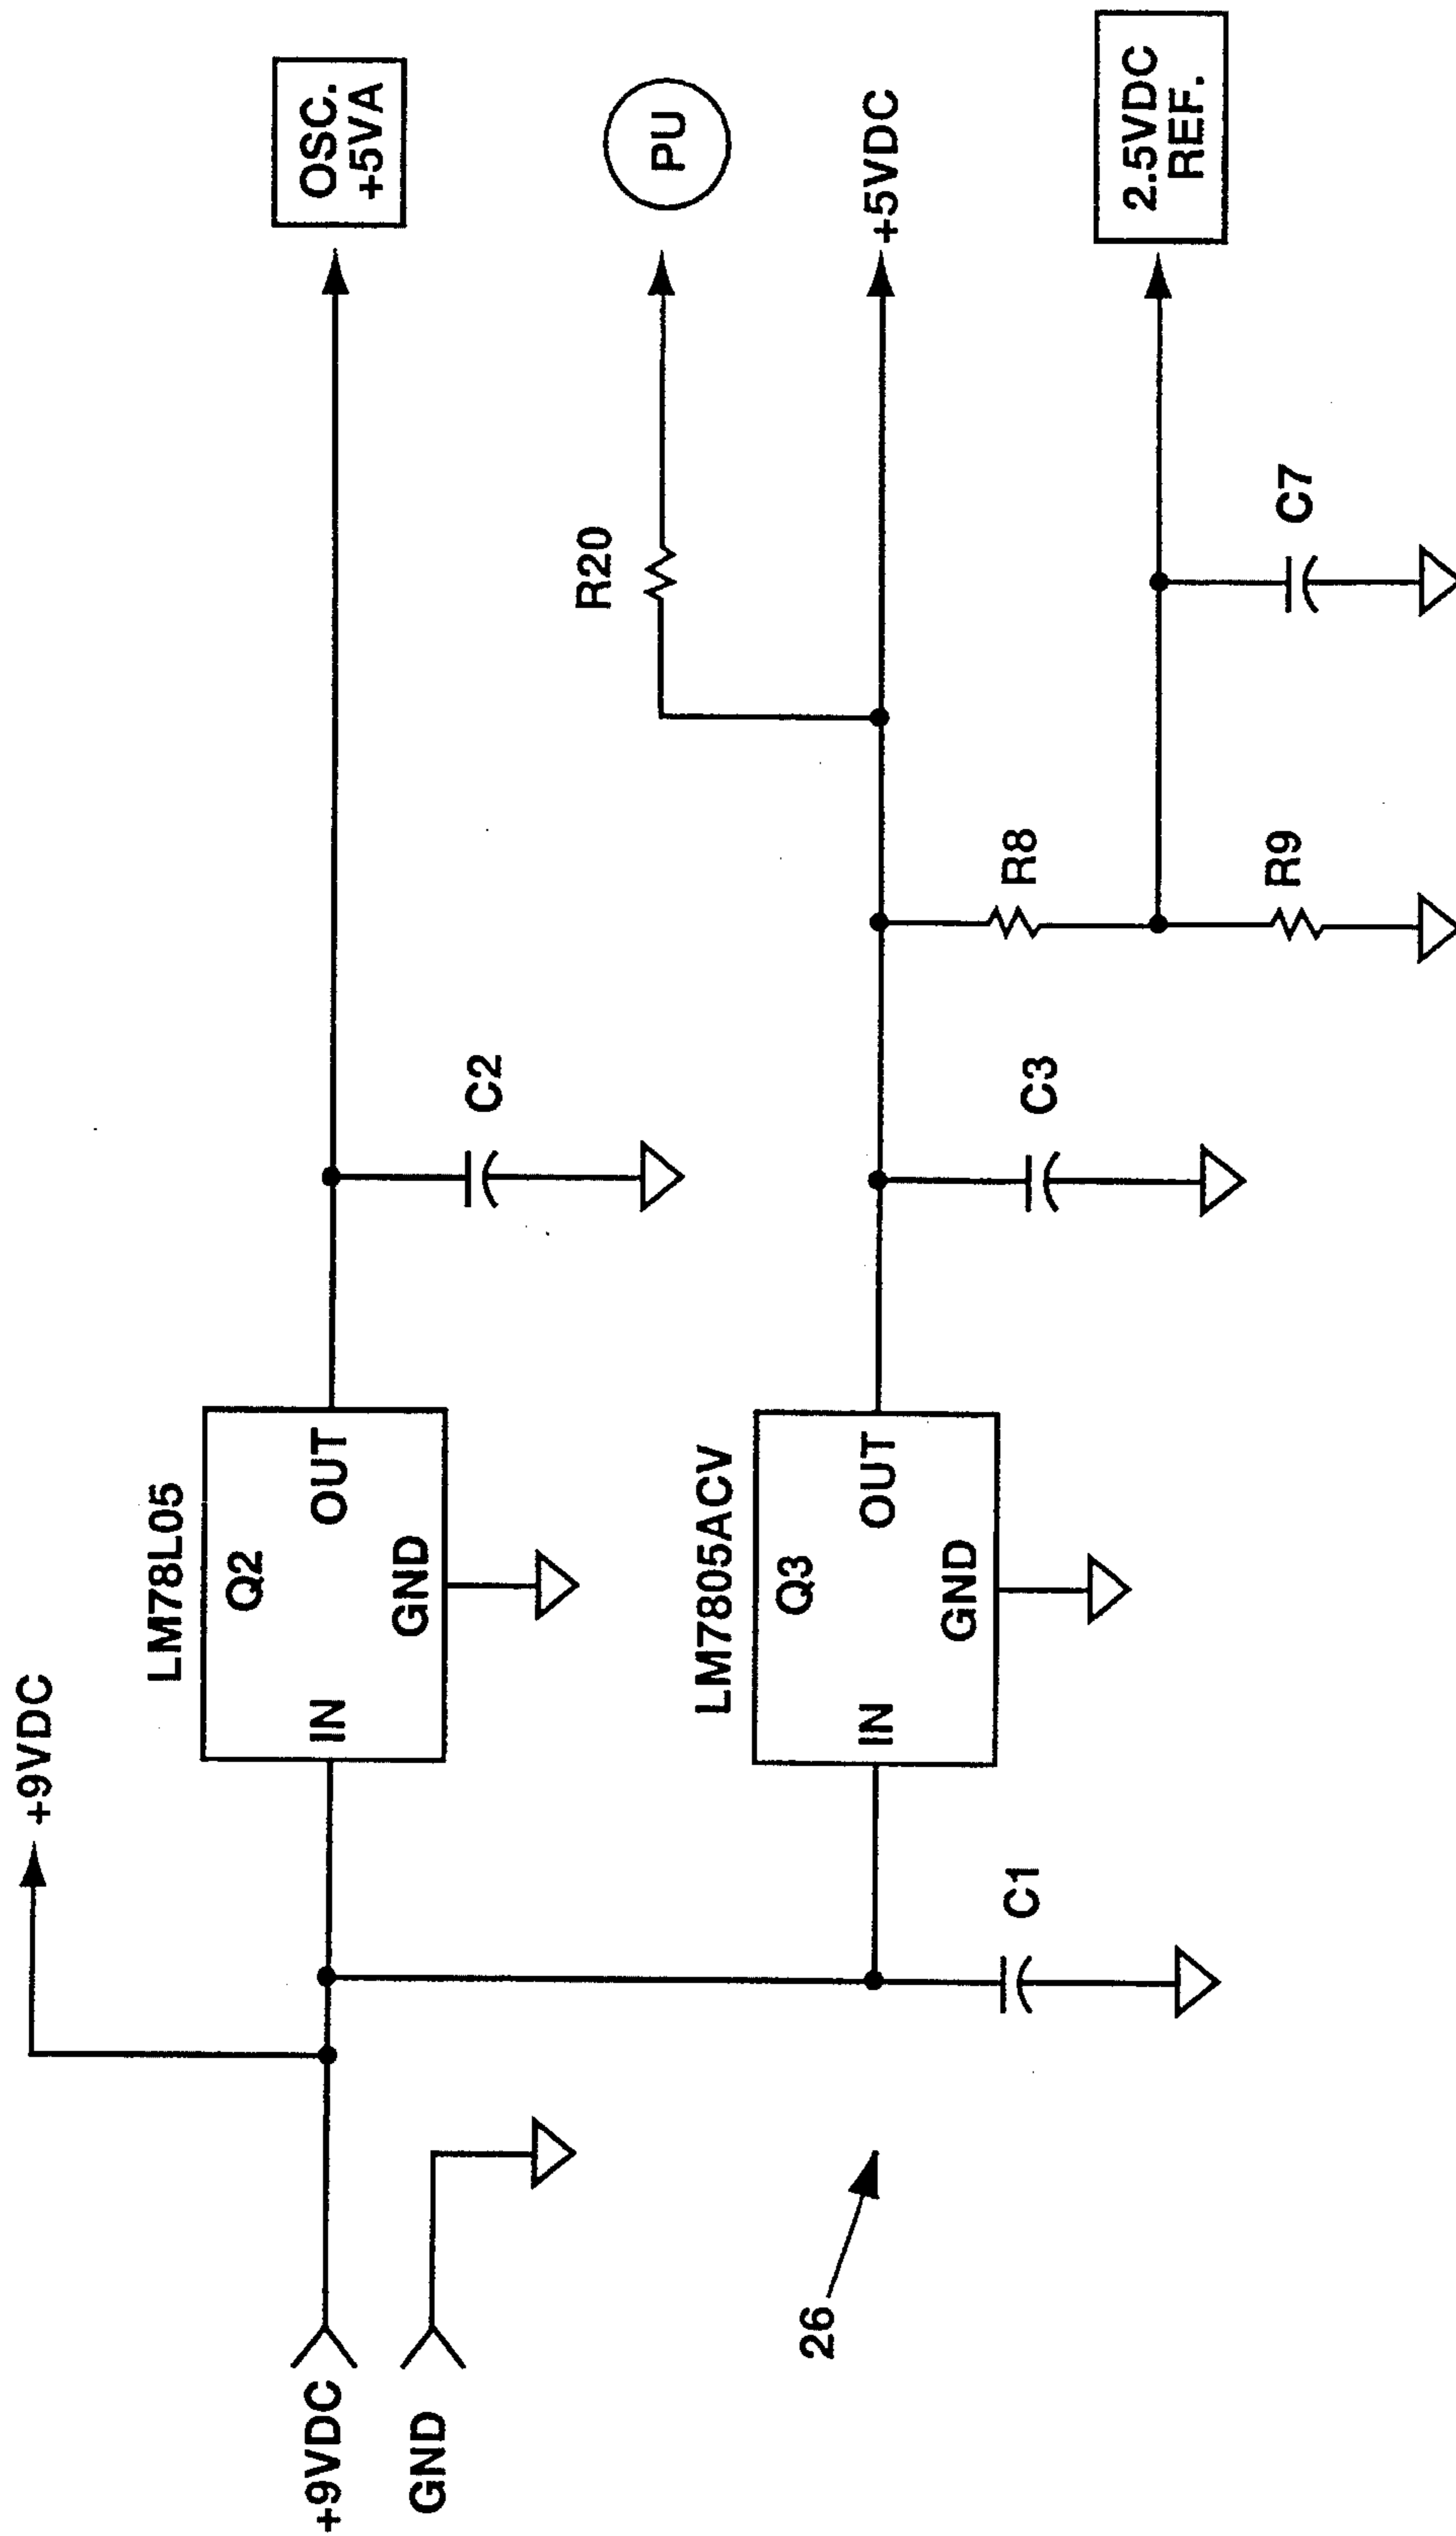 +9VDC
LM78L05
Q2
IN
OUT
GND
OSC.
+5VA
C2
R20
PU
+9VDC
GND
LM7805ACV
Q3
IN
OUT
GND
+5VDC
C1
C3
R8
2.5VDC
REF.
R9
C7
26